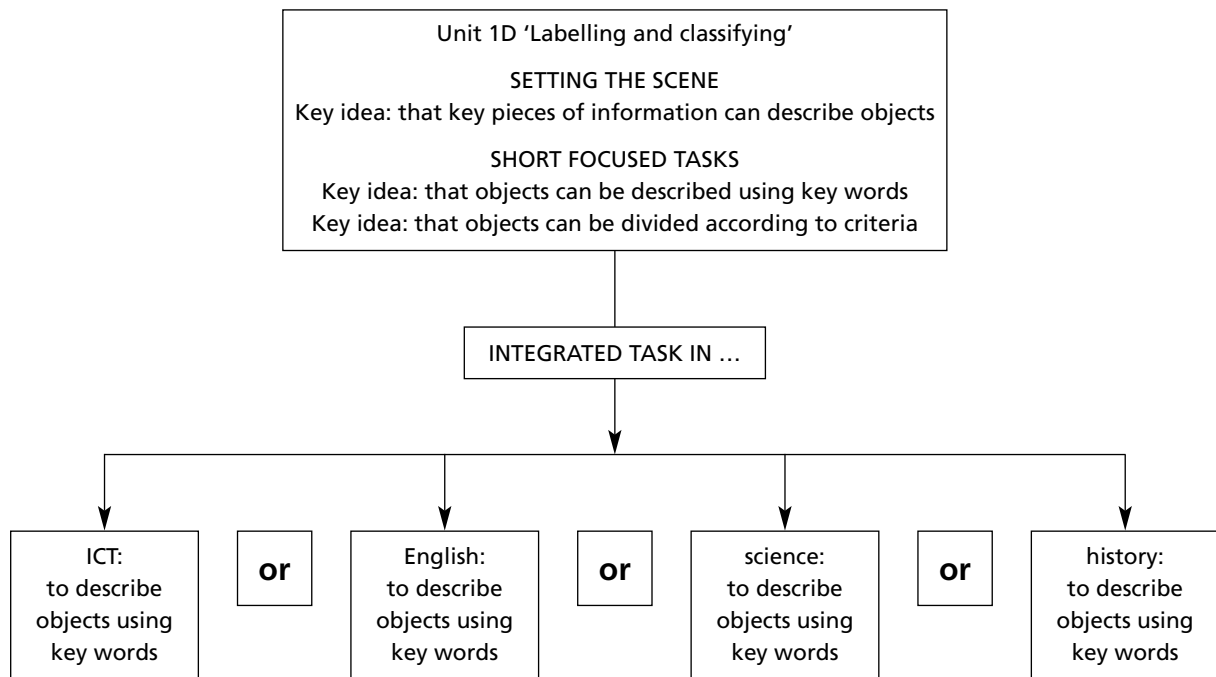 Unit 1D ‘Labelling and classifying’
SETTING THE SCENE
Key idea: that key pieces of information can describe objects
SHORT FOCUSED TASKS
Key idea: that objects can be described using key words
Key idea: that objects can be divided according to criteria
INTEGRATED TASK IN …
ICT:
to describe
objects using
key words
or
English:
to describe
objects using
key words
or
science:
to describe
objects using
key words
or
history:
to describe
objects using
key words